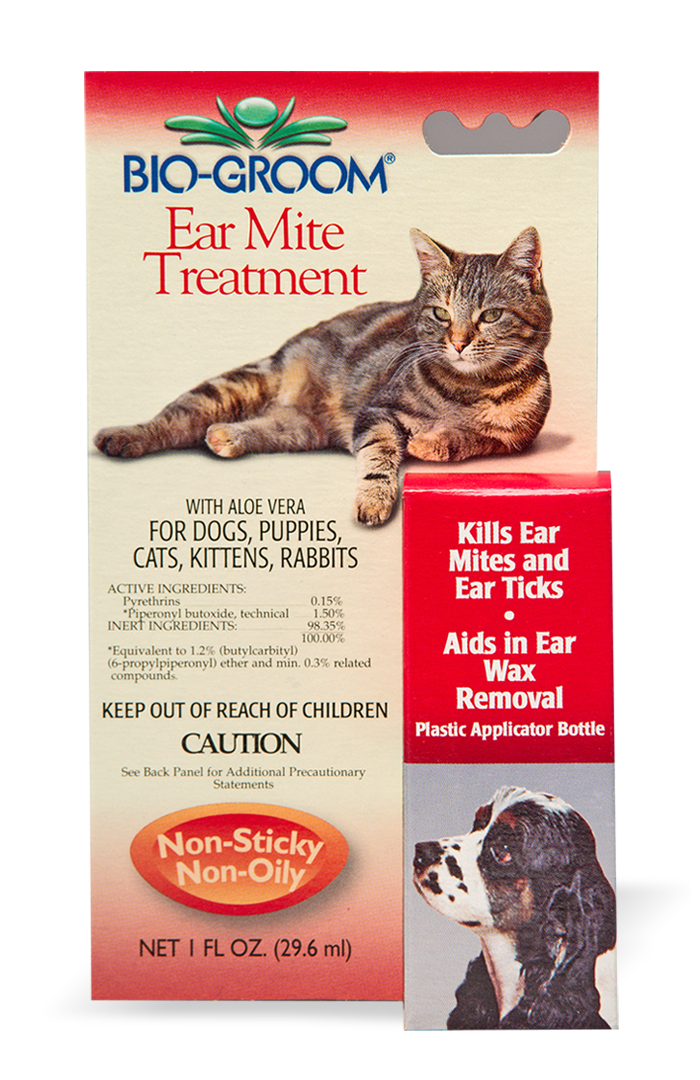 BIO-GROOM®
Ear Mite
Treatment
WITH ALOE VERA
FOR DOGS, PUPPIES,
CATS, KITTENS, RABBITS
ACTIVE INGREDIENTS:
Pyrethrins 0.15%
*Piperonyl butoxide, technical 1.50%
INERT INGREDIENTS: 98.35%
100.00%
*Equivalent to 1.2% (butylcarbityl)
(6-propylpiperonyl) ether and min. 0.3% related
compounds.
KEEP OUT OF REACH OF CHILDREN
CAUTION
See Back Panel for Additional Precautionary
Statements
Non-Sticky
Non-Oily
NET 1 FL OZ. (29.6 ml)
Kills Ear
Mites and
Ear Ticks
•
Aids in Ear
Wax
Removal
Plastic Applicator Bottle